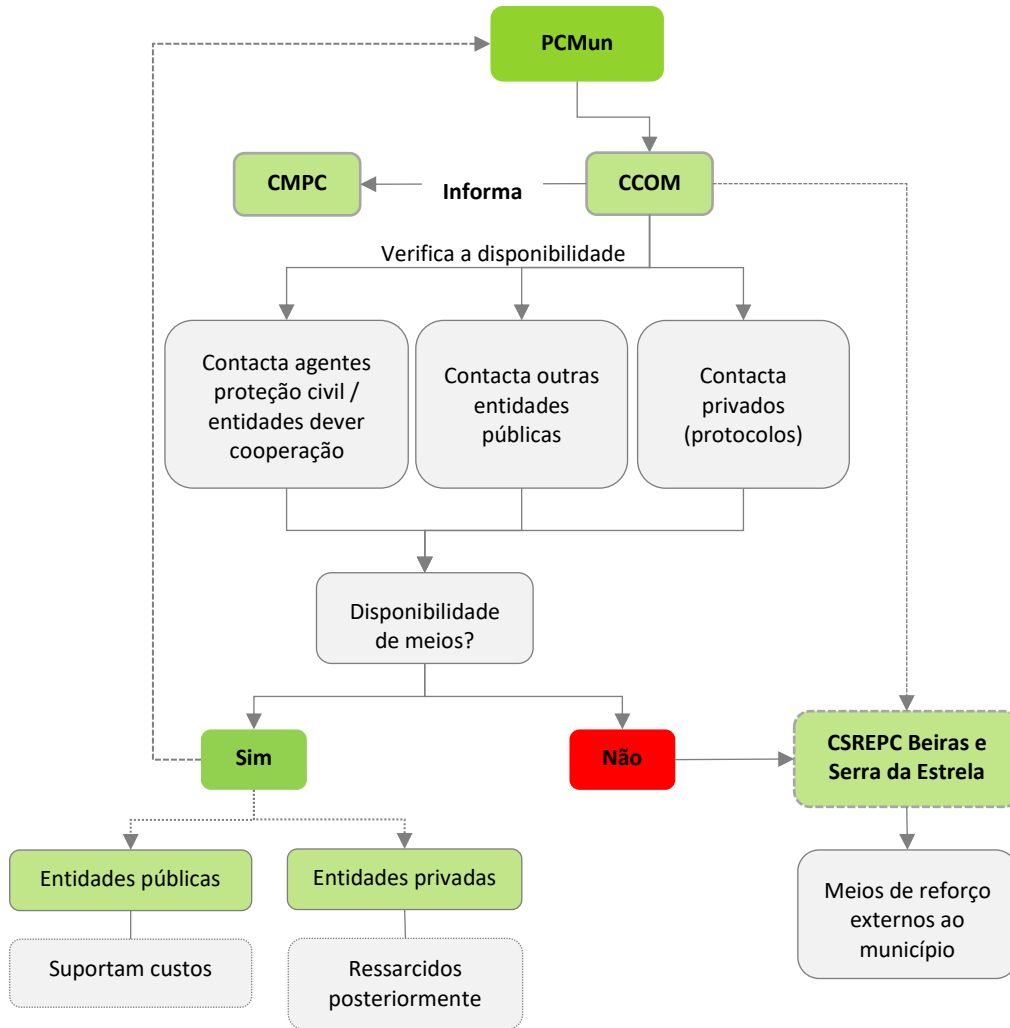 PCMun
CMPC
Informa
CCOM
Verifica a disponibilidade
Contacta agentes
proteção civil /
entidades dever
cooperação
Contacta outras
entidades
públicas
Contacta
privados
(protocolos)
Disponibilidade
de meios?
Sim
Não
CSREPC Beiras e
Serra da Estrela
Entidades públicas
Entidades privadas
Meios de reforço
externos ao
município
Suportam custos
Ressarcidos
posteriormente